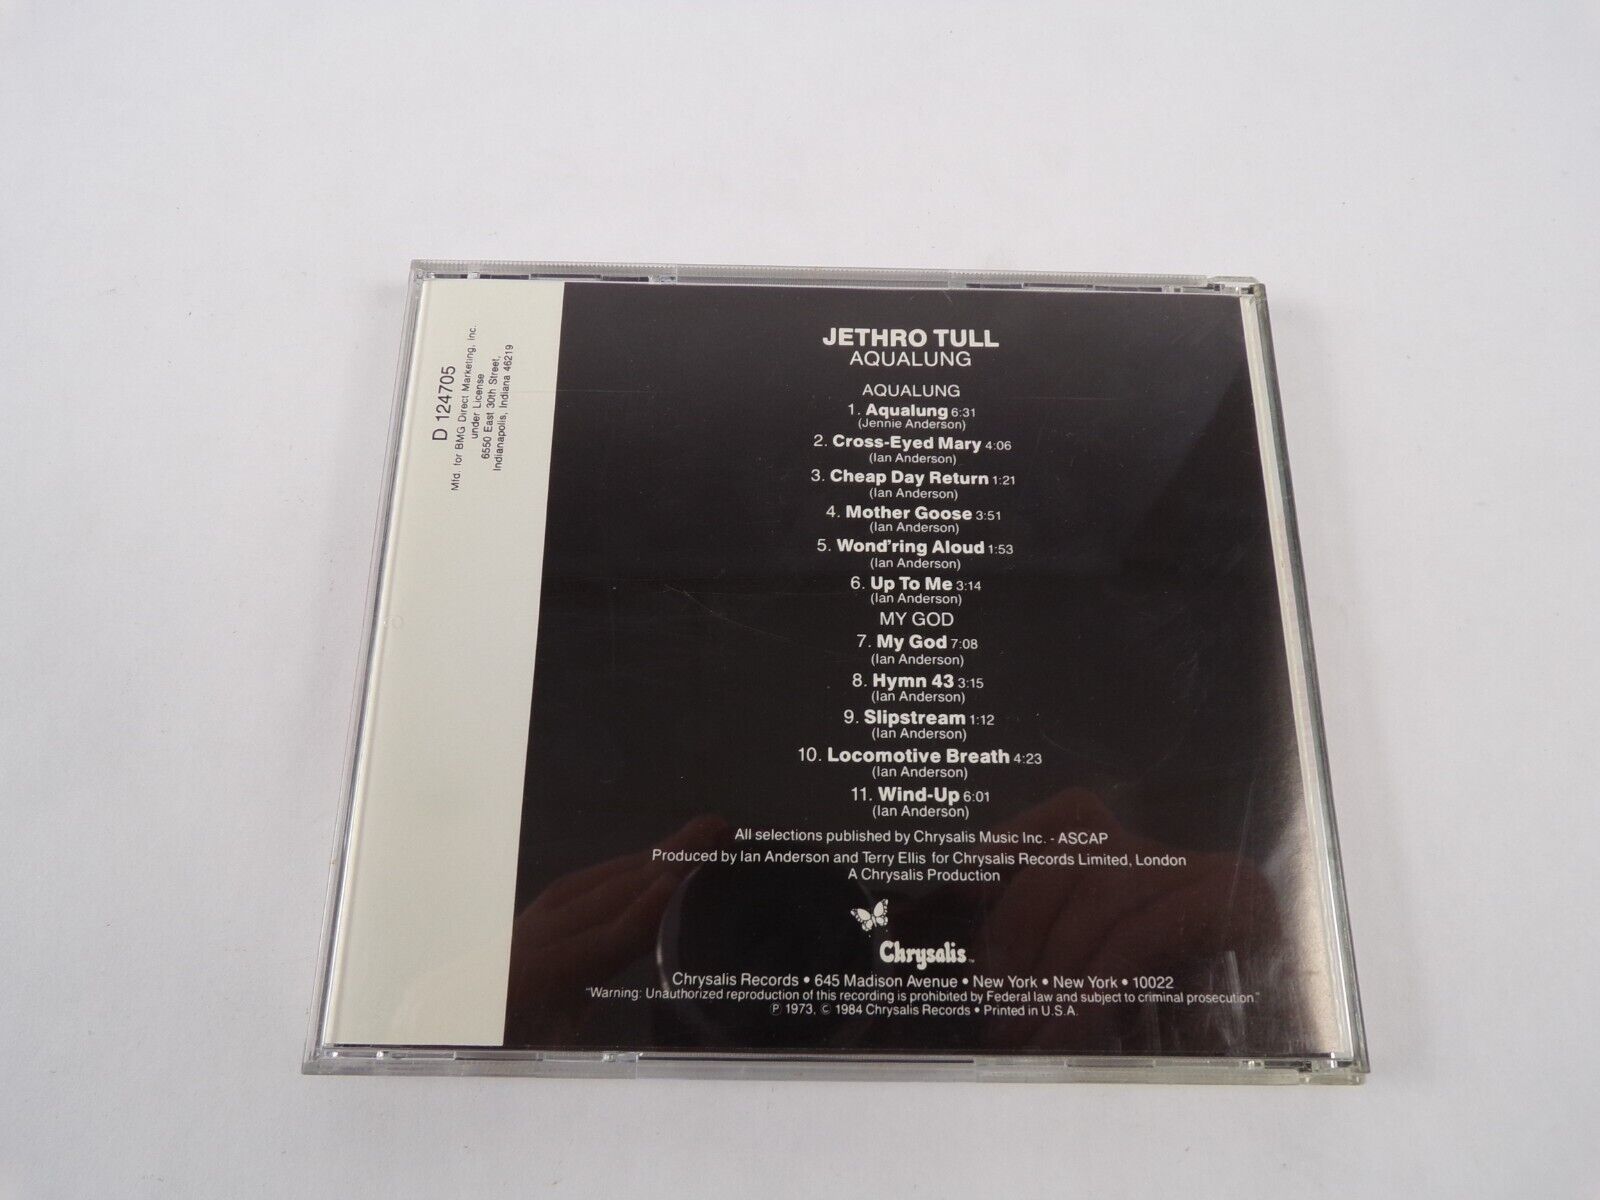 D 124705
Mfd. for BMG Direct Marketing, Inc.
under License
6550 East 30th Street,
Indianapolis, Indiana 46219
JETHRO TULL
AQUALUNG
AQUALUNG
1. Aqualung 6:31
(Jennie Anderson)
2. Cross-Eyed Mary 4:06
(Ian Anderson)
3. Cheap Day Return 1:21
(Ian Anderson)
4. Mother Goose 3:51
(Ian Anderson)
5. Wond'ring Aloud 1:53
(Ian Anderson)
6. Up To Me 3:14
(Ian Anderson)
MY GOD
7. My God 7:08
(Ian Anderson)
8. Hymn 43 3:15
(Ian Anderson)
9. Slipstream 1:12
(Ian Anderson)
10. Locomotive Breath 4:23
(Ian Anderson)
11. Wind-Up 6:01
(Ian Anderson)
All selections published by Chrysalis Music Inc. - ASCAP
Produced by Ian Anderson and Terry Ellis for Chrysalis Records Limited, London
A Chrysalis Production
Chrysalis ™
Chrysalis Records • 645 Madison Avenue • New York • New York • 10022
"Warning: Unauthorized reproduction of this recording is prohibited by Federal law and subject to criminal prosecution."
℗ 1973, © 1984 Chrysalis Records • Printed in U.S.A.